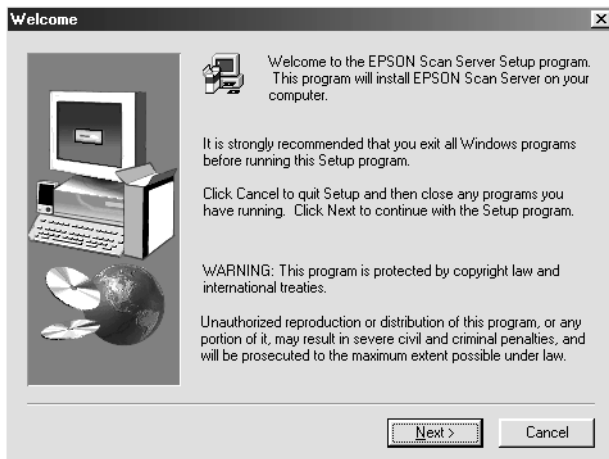 Welcome
Welcome to the EPSON Scan Server Setup program.
This program will install EPSON Scan Server on your
computer.
It is strongly recommended that you exit all Windows programs
before running this Setup program.
Click Cancel to quit Setup and then close any programs you
have running. Click Next to continue with the Setup program.
WARNING: This program is protected by copyright law and
international treaties.
Unauthorized reproduction or distribution of this program, or any
portion of it, may result in severe civil and criminal penalties, and
will be prosecuted to the maximum extent possible under law.
Next >
Cancel